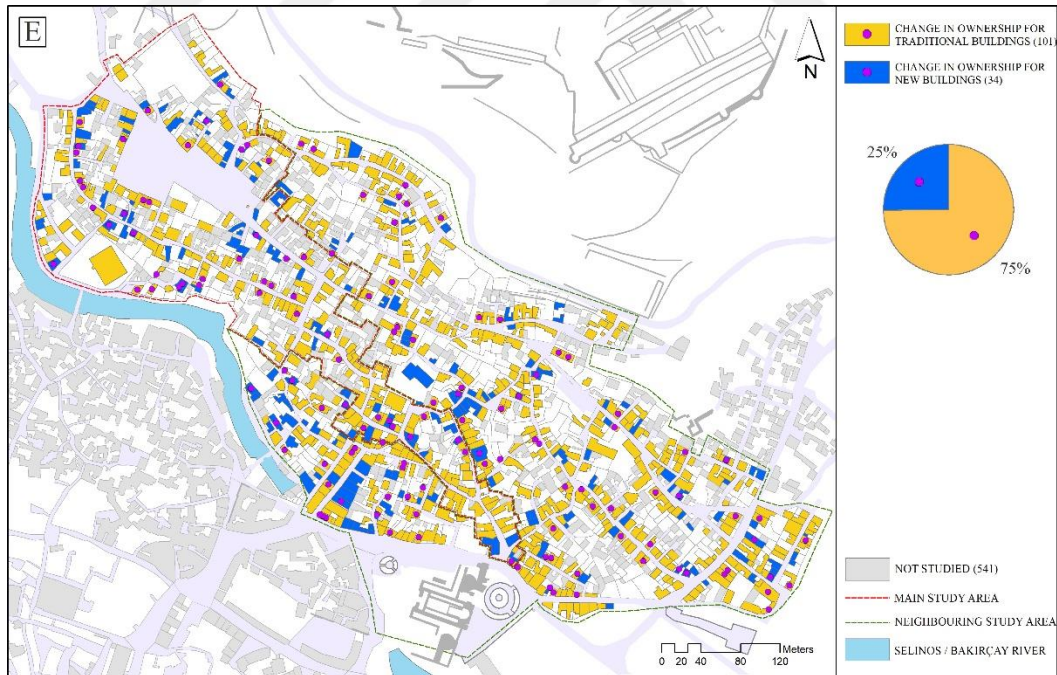 E
N
CHANGE IN OWNERSHIP FOR
TRADITIONAL BUILDINGS (101)
CHANGE IN OWNERSHIP FOR
NEW BUILDINGS (34)
25%
75%
NOT STUDIED (541)
MAIN STUDY AREA
NEIGHBOURING STUDY AREA
SELINOS / BAKIRÇAY RIVER
Meters
0 20 40 80 120